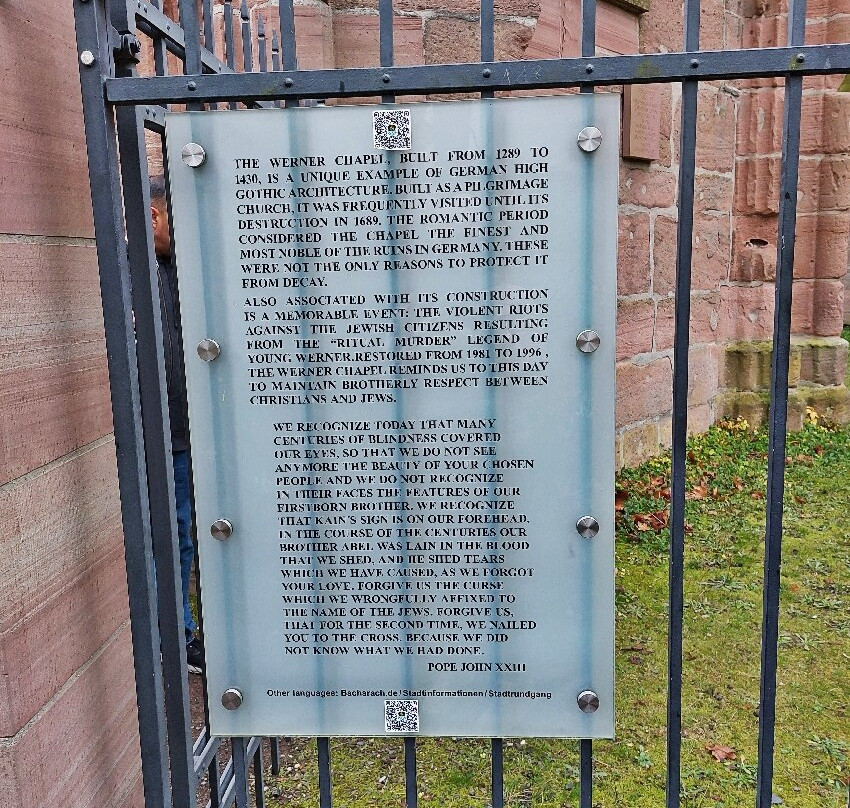 THE WERNER CHAPEL, BUILT FROM 1289 TO
1430, IS A UNIQUE EXAMPLE OF GERMAN HIGH
GOTHIC ARCHITECTURE. BUILT AS A PILGRIMAGE
CHURCH, IT WAS FREQUENTLY VISITED UNTIL ITS
DESTRUCTION IN 1689. THE ROMANTIC PERIOD
CONSIDERED THE CHAPEL THE FINEST AND
MOST NOBLE OF THE RUINS IN GERMANY. THESE
WERE NOT THE ONLY REASONS TO PROTECT IT
FROM DECAY.
ALSO ASSOCIATED WITH ITS CONSTRUCTION
IS A MEMORABLE EVENT: THE VIOLENT RIOTS
AGAINST THE JEWISH CITIZENS RESULTING
FROM THE "RITUAL MURDER" LEGEND OF
YOUNG WERNER.RESTORED FROM 1981 TO 1996 ,
THE WERNER CHAPEL REMINDS US TO THIS DAY
TO MAINTAIN BROTHERLY RESPECT BETWEEN
CHRISTIANS AND JEWS.
WE RECOGNIZE TODAY THAT MANY
CENTURIES OF BLINDNESS COVERED
OUR EYES, SO THAT WE DO NOT SEE
ANYMORE THE BEAUTY OF YOUR CHOSEN
PEOPLE AND WE DO NOT RECOGNIZE
IN THEIR FACES THE FEATURES OF OUR
FIRSTBORN BROTHER. WE RECOGNIZE
THAT KAIN'S SIGN IS ON OUR FOREHEAD.
IN THE COURSE OF THE CENTURIES OUR
BROTHER ABEL WAS LAIN IN THE BLOOD
THAT WE SHED, AND HE SHED TEARS
WHICH WE HAVE CAUSED, AS WE FORGOT
YOUR LOVE. FORGIVE US THE CURSE
WHICH WE WRONGFULLY AFFIXED TO
THE NAME OF THE JEWS. FORGIVE US,
THAT FOR THE SECOND TIME, WE NAILED
YOU TO THE CROSS. BECAUSE WE DID
NOT KNOW WHAT WE HAD DONE.
POPE JOHN XXIII
Other languages: Bacharach.de/Stadtinformationen/Stadtrundgang